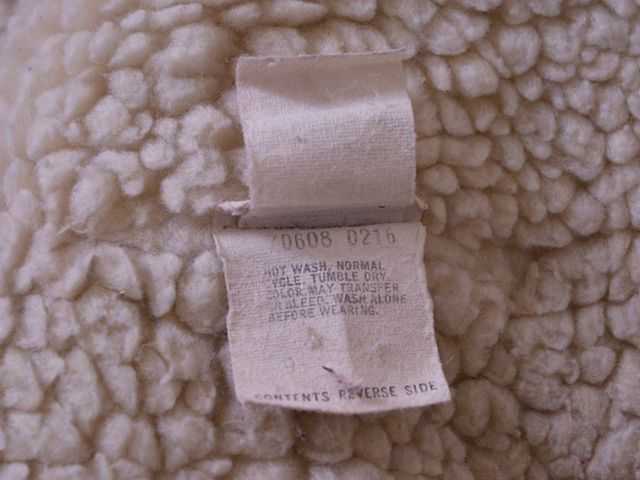 70608 0216
HOT WASH, NORMAL
CYCLE. TUMBLE DRY.
COLOR MAY TRANSFER
OR BLEED. WASH ALONE
BEFORE WEARING.
CONTENTS REVERSE SIDE